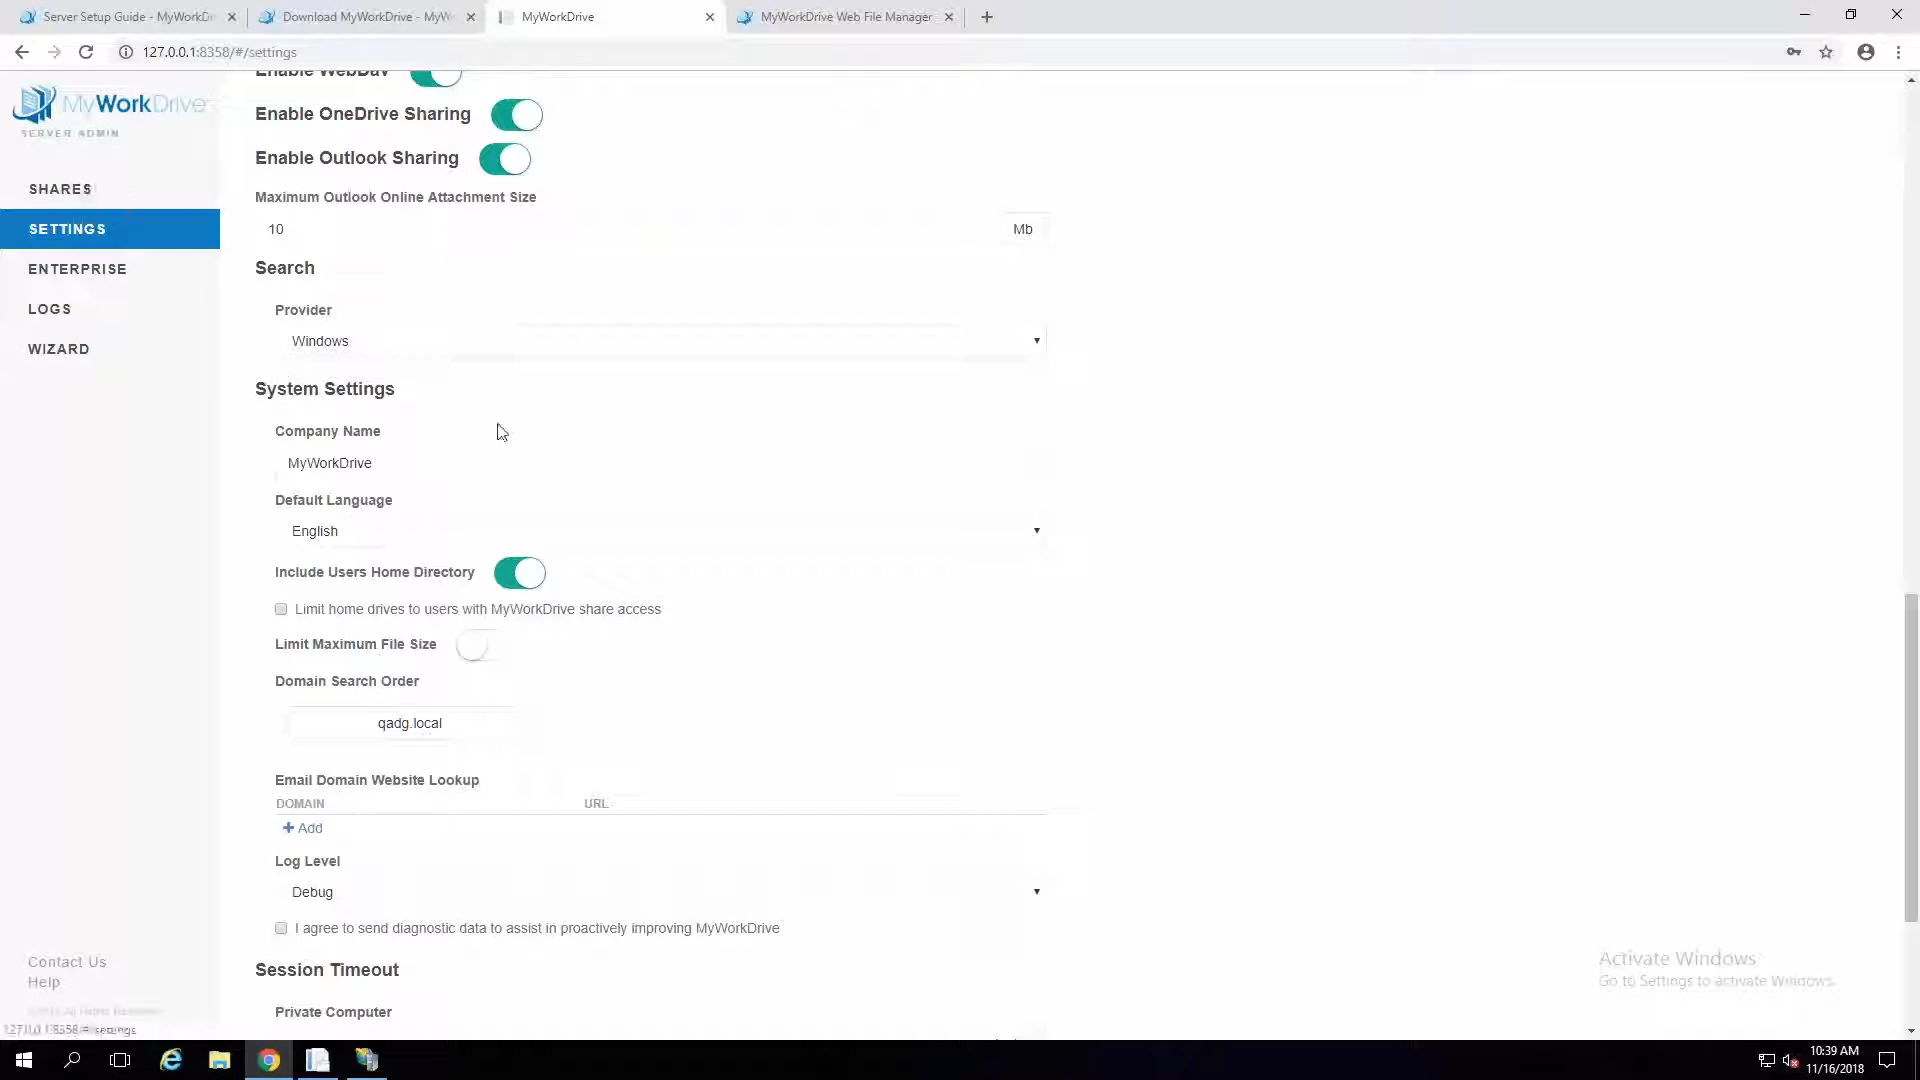 Server Setup Guide - MyWorkDr
Download MyWorkDrive - MyW
MyWorkDrive
MyWorkDrive Web File Manager
127.0.0.1:8358/#/settings
MyWorkDrive
SERVER ADMIN
SHARES
SETTINGS
ENTERPRISE
LOGS
WIZARD
Contact Us
Help
Enable WebDav
Enable OneDrive Sharing
Enable Outlook Sharing
Maximum Outlook Online Attachment Size
10 Mb
Search
Provider
Windows
System Settings
Company Name
MyWorkDrive
Default Language
English
Include Users Home Directory
Limit home drives to users with MyWorkDrive share access
Limit Maximum File Size
Domain Search Order
qadg.local
Email Domain Website Lookup
DOMAIN URL
+ Add
Log Level
Debug
I agree to send diagnostic data to assist in proactively improving MyWorkDrive
Session Timeout
Private Computer
Activate Windows
Go to Settings to activate Windows.
10:39 AM
11/16/2018